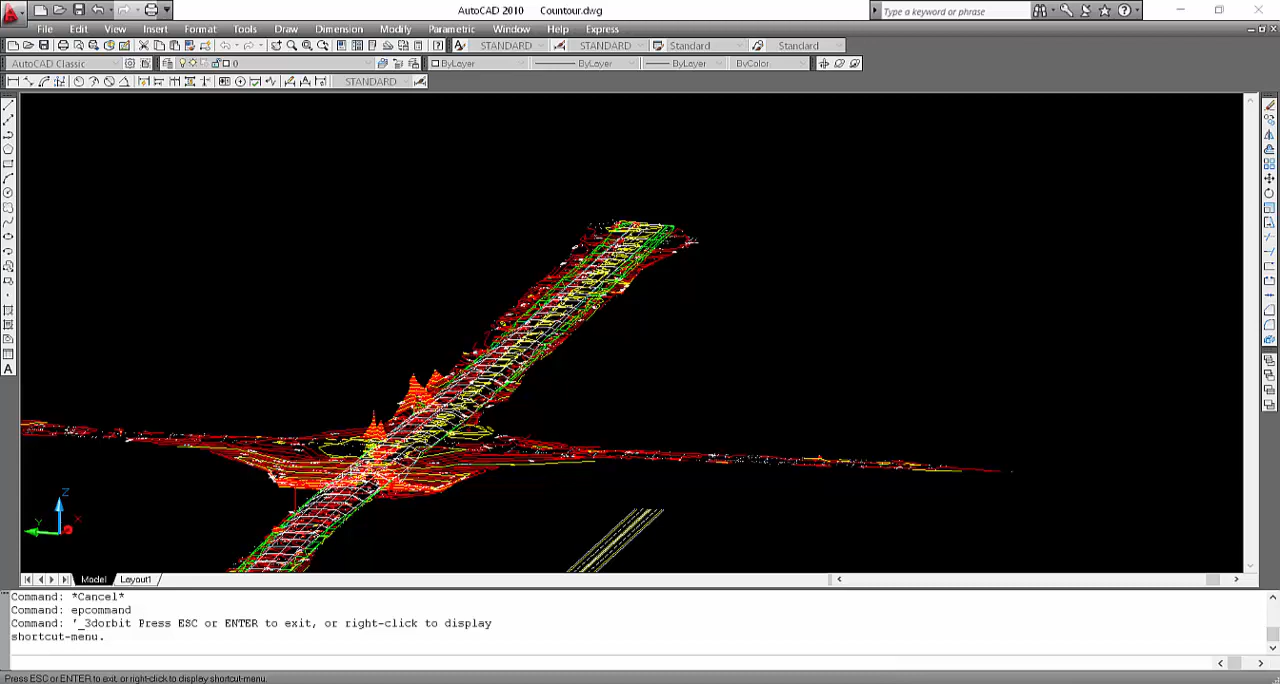 AutoCAD 2010 Countour.dwg
Type a keyword or phrase
File Edit View Insert Format Tools Draw Dimension Modify Parametric Window Help Express
STANDARD STANDARD Standard Standard
AutoCAD Classic 0 ByLayer ByLayer ByLayer ByColor
STANDARD
Z
Y X
Model Layout1
Command: *Cancel*
Command: epcommand
Command: '_3dorbit Press ESC or ENTER to exit, or right-click to display
shortcut-menu.
Press ESC or ENTER to exit, or right-click to display shortcut-menu.